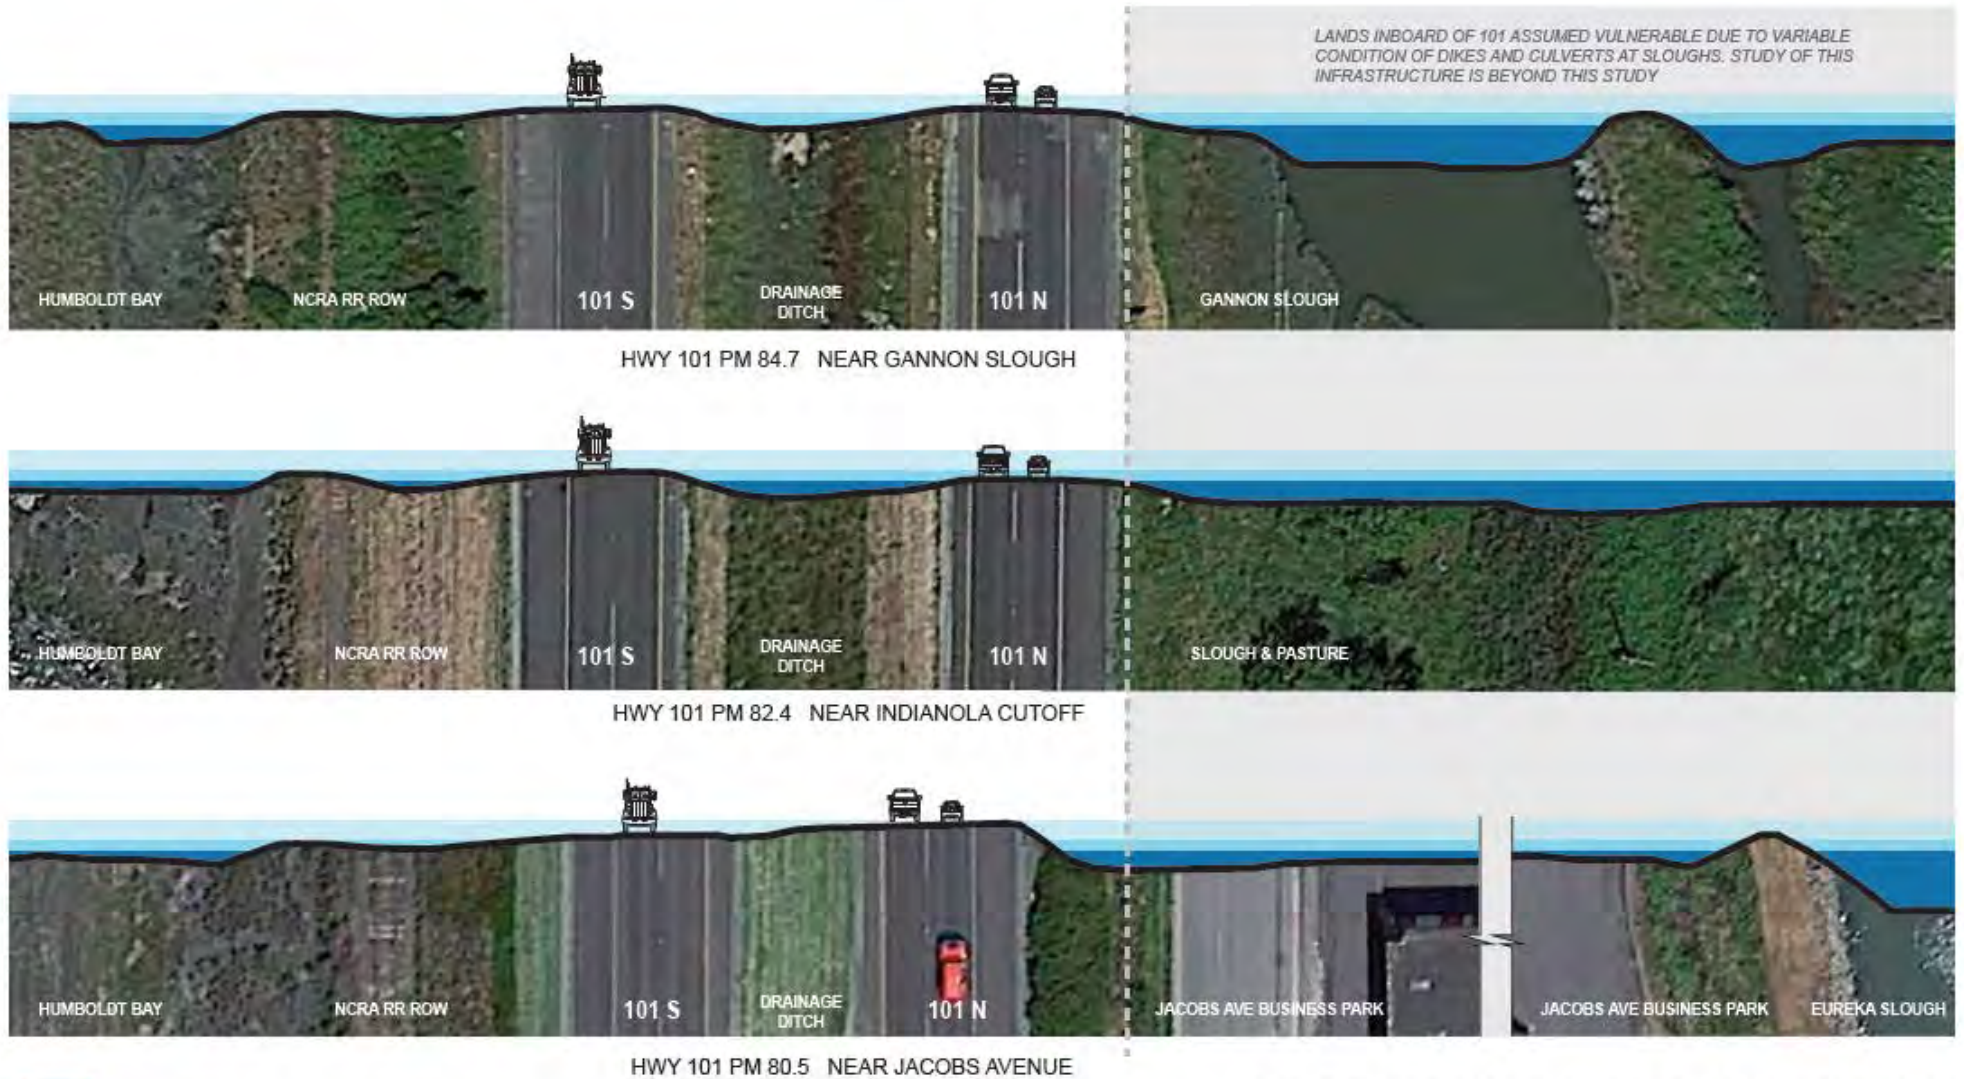 LANDS INBOARD OF 101 ASSUMED VULNERABLE DUE TO VARIABLE
CONDITION OF DIKES AND CULVERTS AT SLOUGHS. STUDY OF THIS
INFRASTRUCTURE IS BEYOND THIS STUDY
HUMBOLDT BAY
NCRA RR ROW
101 S
DRAINAGE
DITCH
101 N
GANNON SLOUGH
HWY 101 PM 84.7 NEAR GANNON SLOUGH
HUMBOLDT BAY
NCRA RR ROW
101 S
DRAINAGE
DITCH
101 N
SLOUGH & PASTURE
HWY 101 PM 82.4 NEAR INDIANOLA CUTOFF
HUMBOLDT BAY
NCRA RR ROW
101 S
DRAINAGE
DITCH
101 N
JACOBS AVE BUSINESS PARK
JACOBS AVE BUSINESS PARK
EUREKA SLOUGH
HWY 101 PM 80.5 NEAR JACOBS AVENUE